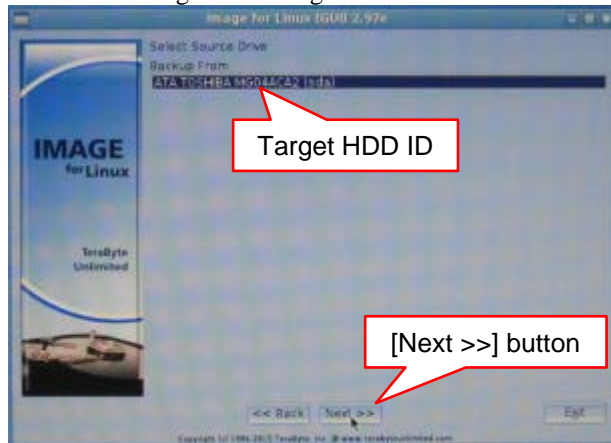 Image for Linux (GUI) 2.97e
Select Source Drive
Backup From
ATA TOSHIBA MG04ACA2 (sda)
Target HDD ID
IMAGE
for Linux
TeraByte
Unlimited
[Next >>] button
<< Back
Next >>
Exit